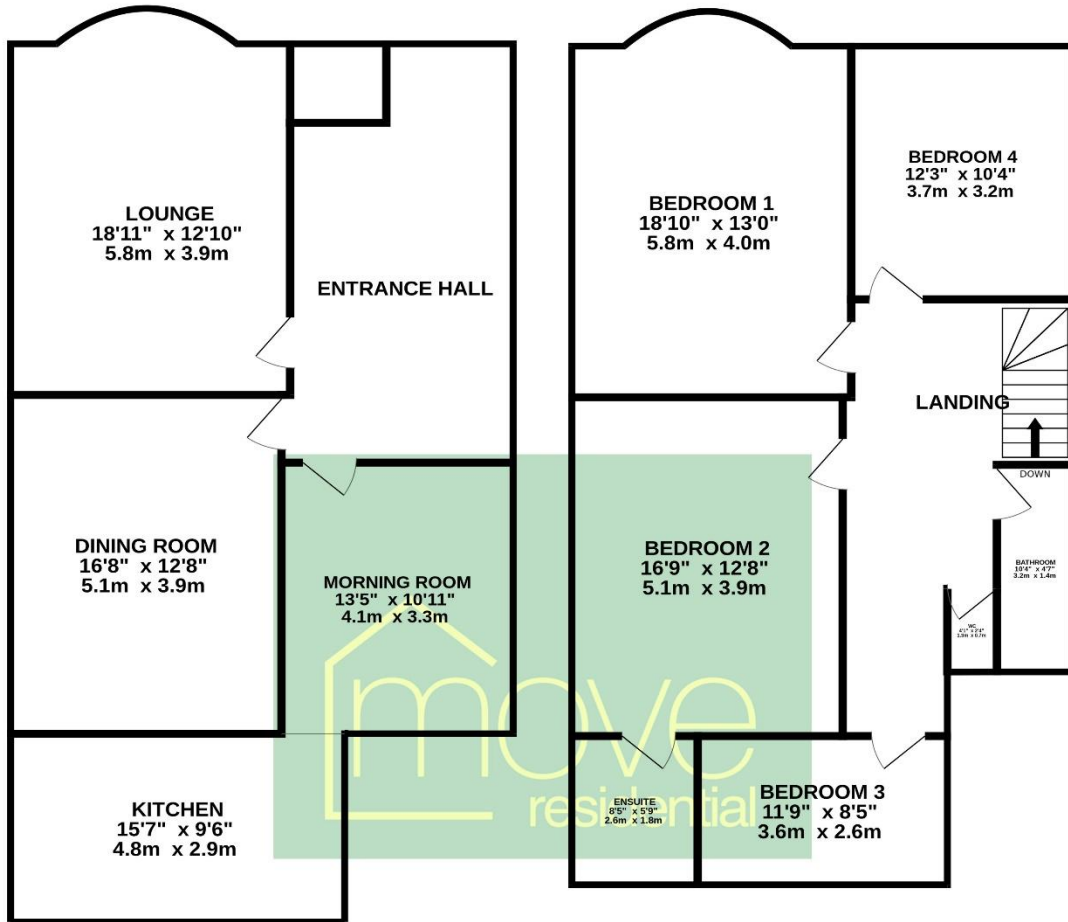 LOUNGE
18'11" x 12'10"
5.8m x 3.9m
ENTRANCE HALL
DINING ROOM
16'8" x 12'8"
5.1m x 3.9m
MORNING ROOM
13'5" x 10'11"
4.1m x 3.3m
KITCHEN
15'7" x 9'6"
4.8m x 2.9m
BEDROOM 1
18'10" x 13'0"
5.8m x 4.0m
BEDROOM 4
12'3" x 10'4"
3.7m x 3.2m
LANDING
DOWN
BEDROOM 2
16'9" x 12'8"
5.1m x 3.9m
BATHROOM
10'4" x 4'7"
3.2m x 1.4m
WC
ENSUITE
8'5" x 5'9"
2.6m x 1.8m
BEDROOM 3
11'9" x 8'5"
3.6m x 2.6m
move
residential